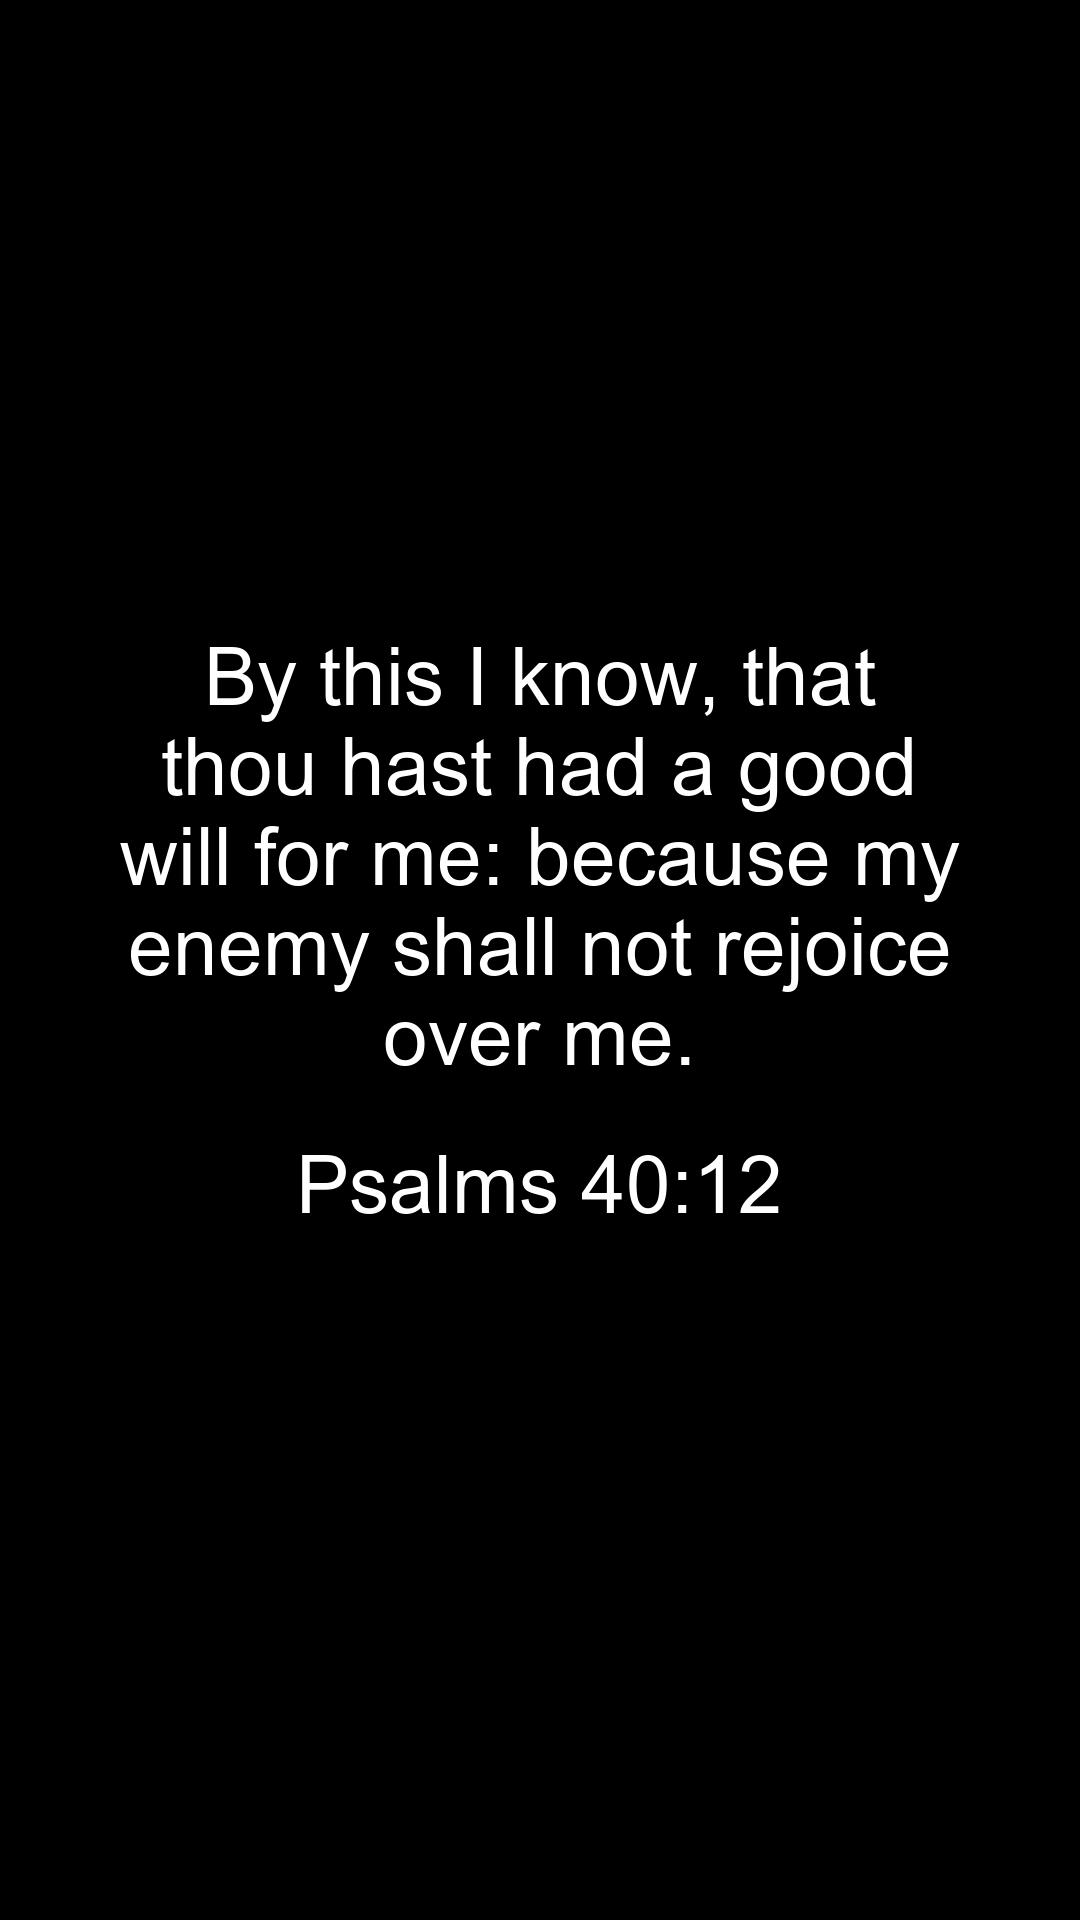 By this I know, that
thou hast had a good
will for me: because my
enemy shall not rejoice
over me.
Psalms 40:12